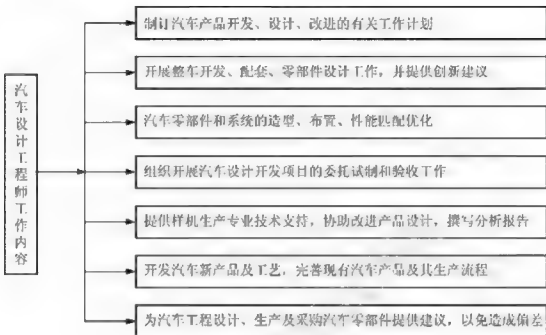 汽车设计工程师工作内容
制订汽车产品开发、设计、改进的有关工作计划
开展整车开发、配套、零部件设计工作，并提供创新建议
汽车零部件和系统的造型、布置、性能匹配优化
组织开展汽车设计开发项目的委托试制和验收工作
提供样机生产专业技术支持，协助改进产品设计，撰写分析报告
开发汽车新产品及工艺，完善现有汽车产品及其生产流程
为汽车工程设计、生产及采购汽车零部件提供建议，以免造成偏差